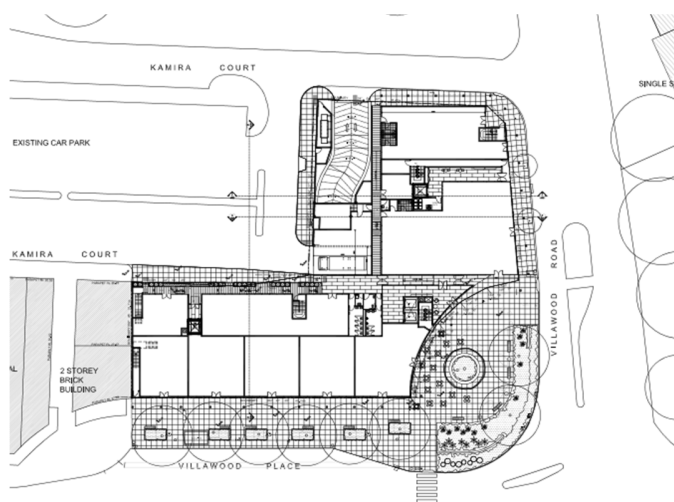 KAMIRA COURT
SINGLE S
EXISTING CAR PARK
KAMIRA COURT
VILLAWOOD ROAD
2 STOREY
BRICK
BUILDING
VILLAWOOD PLACE